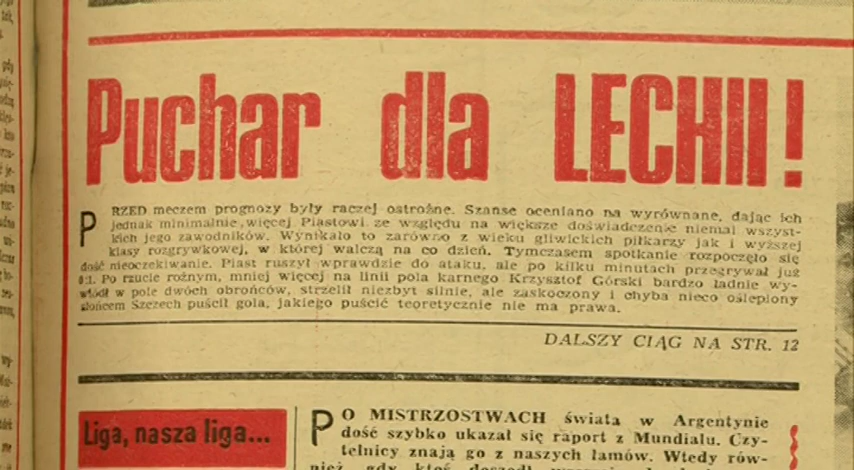 Puchar dla LECHII!
PRZED meczem prognozy były raczej ostrożne. Szanse oceniano na wyrównane, dając ich
jednak minimalnie więcej Piastowi ze względu na większe doświadczenie niemal wszyst-
kich jego zawodników. Wynikało to zarówno z wieku gliwickich piłkarzy jak i wyższej
klasy rozgrywkowej, w której walczą na co dzień. Tymczasem spotkanie rozpoczęło się
dość nieoczekiwanie. Piast ruszył wprawdzie do ataku, ale po kilku minutach przegrywał już
0:1. Po rzucie rożnym, mniej więcej na linii pola karnego Krzysztof Górski bardzo ładnie wy-
wiódł w pole dwóch obrońców, strzelił niezbyt silnie, ale zaskoczony i chyba nieco oślepiony
słońcem Szczech puścił gola, jakiego puścić teoretycznie nie ma prawa.
DALSZY CIĄG NA STR. 12
Liga, nasza liga...
PO MISTRZOSTWACH świata w Argentynie
dość szybko ukazał się raport z Mundialu. Czy-
telnicy znają go z naszych łamów. Wtedy rów-
nież, gdy ktoś